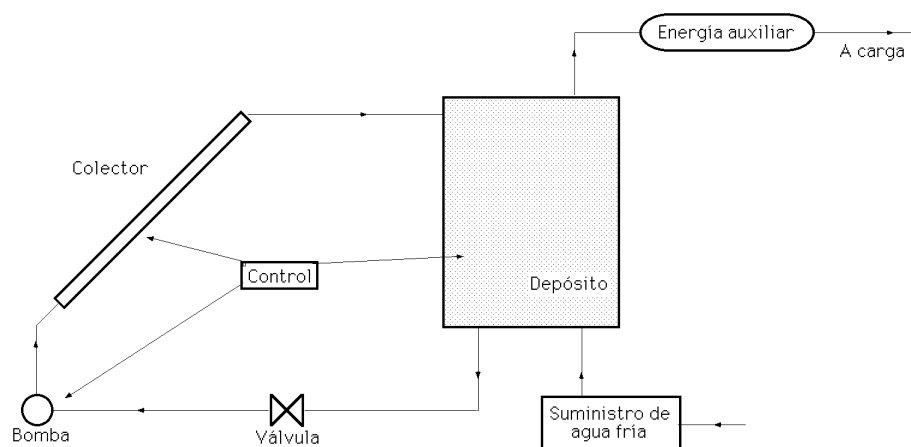 Energía auxiliar
A carga
Colector
Control
Depósito
Suministro de
agua fría
Válvula
Bomba